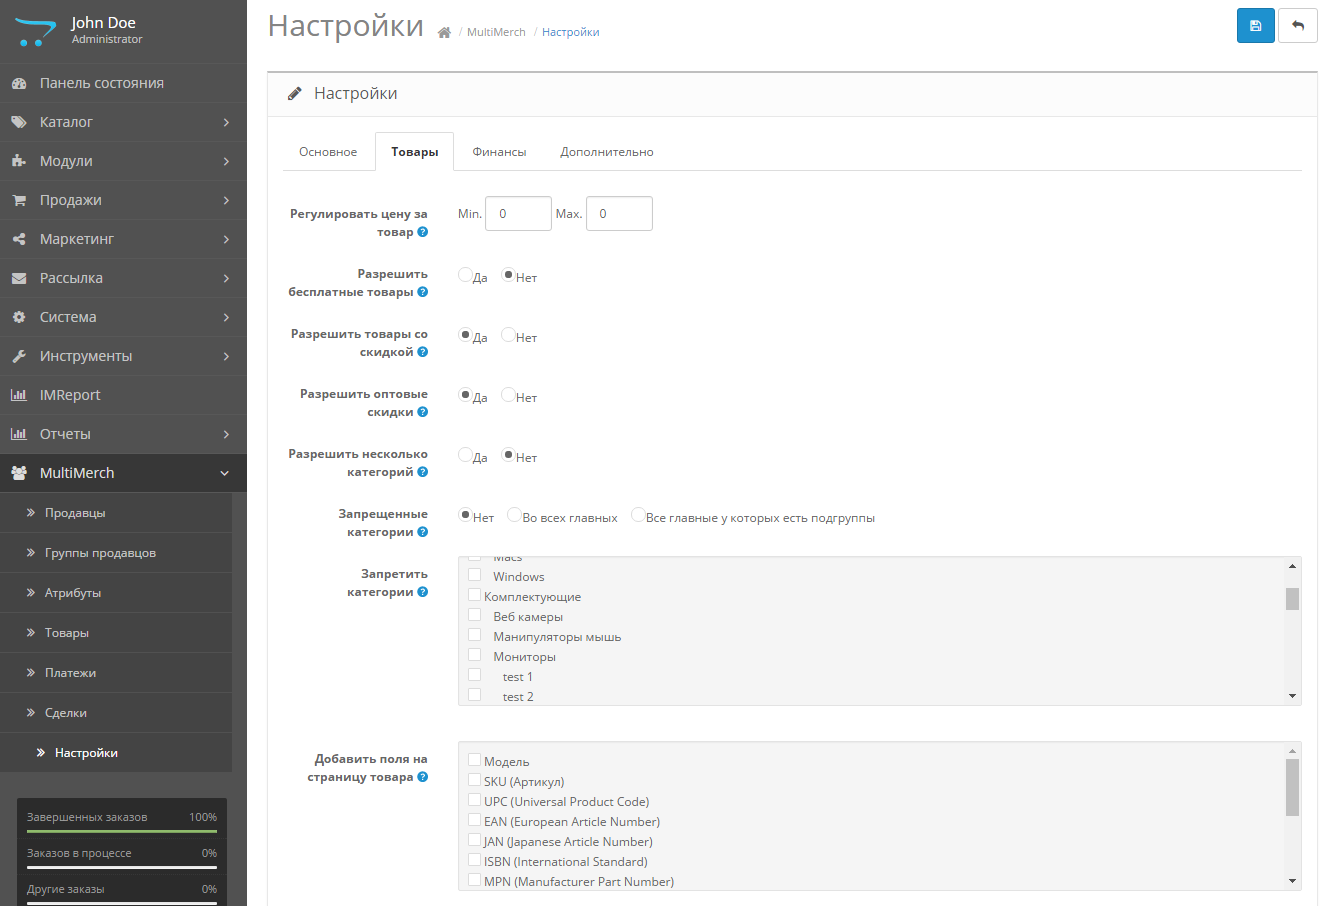 John Doe
Administrator
Панель состояния
Каталог
Модули
Продажи
Маркетинг
Рассылка
Система
Инструменты
IMReport
Отчеты
MultiMerch
Продавцы
Группы продавцов
Атрибуты
Товары
Платежи
Сделки
Настройки
Завершенных заказов 100%
Заказов в процессе 0%
Другие заказы 0%
Настройки / MultiMerch / Настройки
Настройки
Основное Товары Финансы Дополнительно
Регулировать цену за
товар ?
Min. 0 Max. 0
Разрешить
бесплатные товары ?
Да Нет
Разрешить товары со
скидкой ?
Да Нет
Разрешить оптовые
скидки ?
Да Нет
Разрешить несколько
категорий ?
Да Нет
Запрещенные
категории ?
Нет Во всех главных Все главные у которых есть подгруппы
Запретить
категории ?
Macs
Windows
Комплектующие
Веб камеры
Манипуляторы мышь
Мониторы
test 1
test 2
Добавить поля на
страницу товара ?
Модель
SKU (Артикул)
UPC (Universal Product Code)
EAN (European Article Number)
JAN (Japanese Article Number)
ISBN (International Standard)
MPN (Manufacturer Part Number)